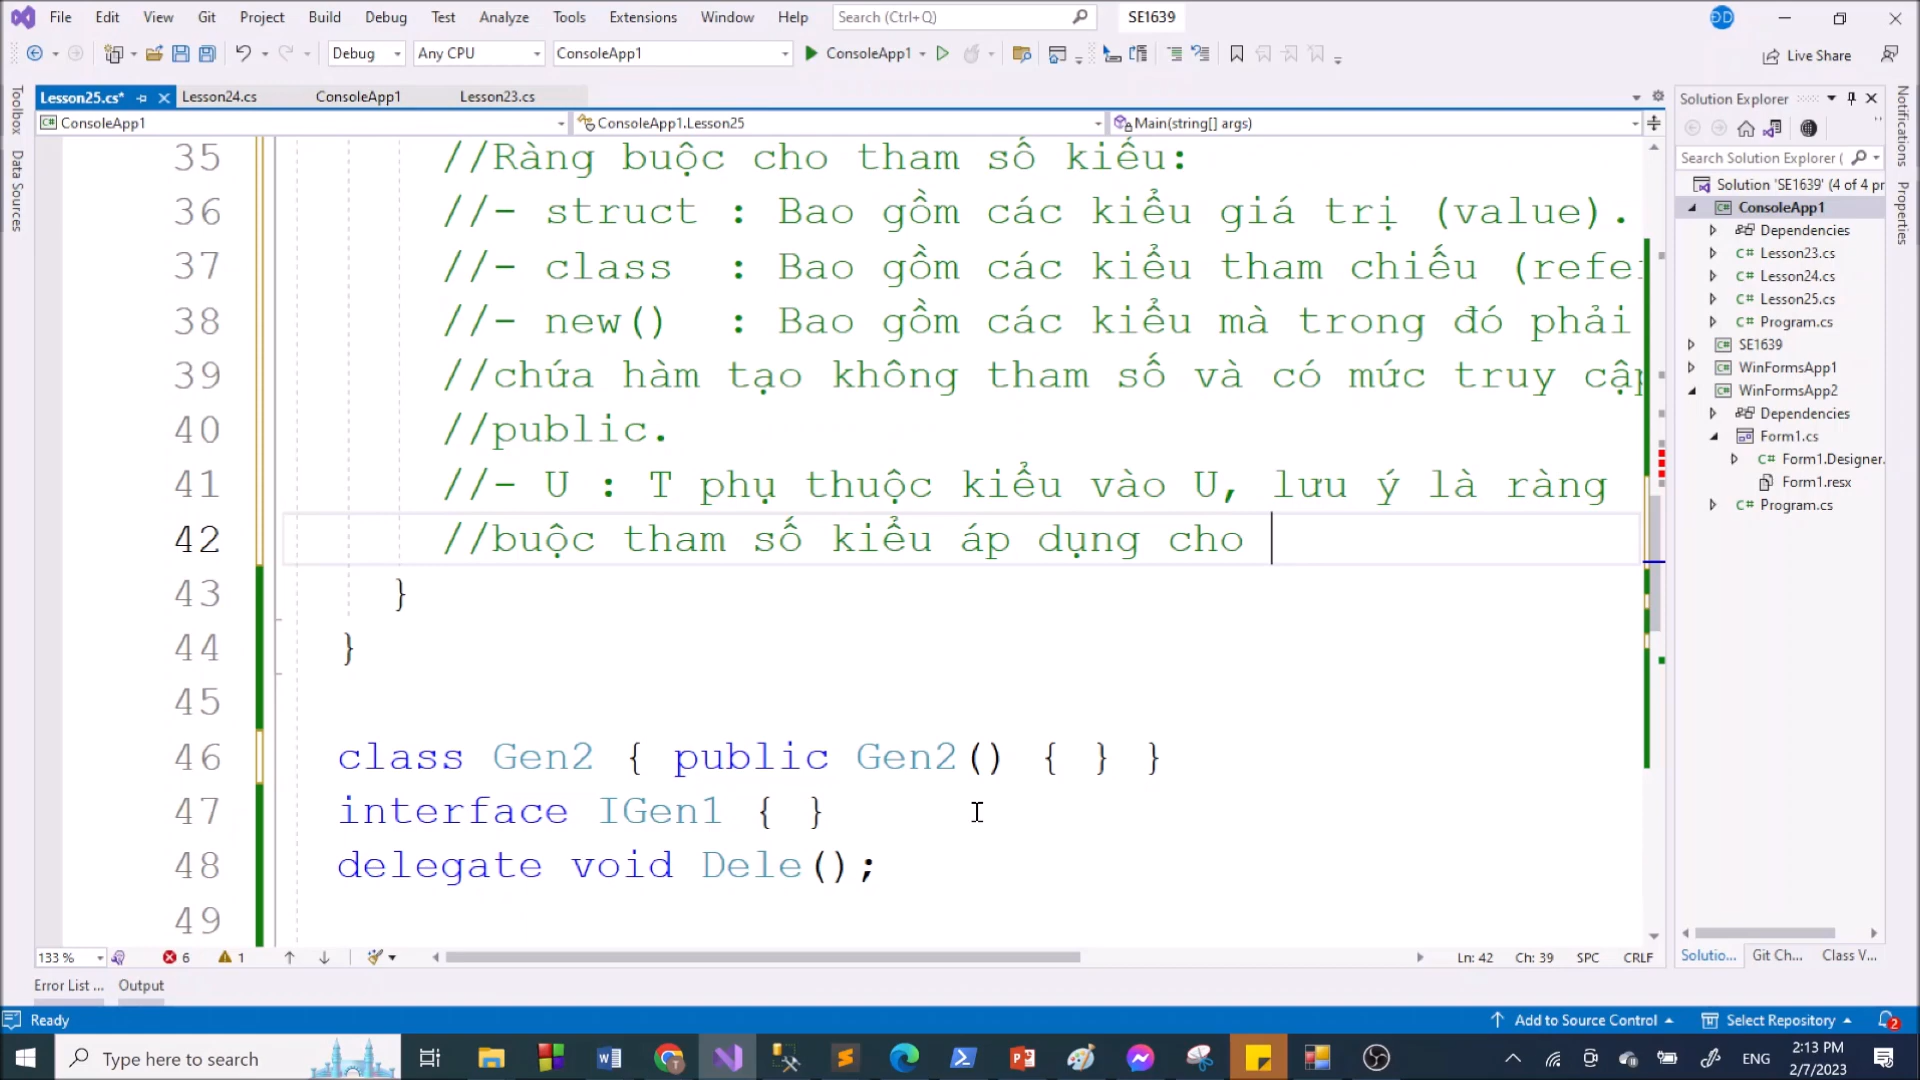 File Edit View Git Project Build Debug Test Analyze Tools Extensions Window Help Search (Ctrl+Q) SE1639 ĐD
Debug Any CPU ConsoleApp1 ConsoleApp1 Live Share
Lesson25.cs* Lesson24.cs ConsoleApp1 Lesson23.cs
ConsoleApp1 ConsoleApp1.Lesson25 Main(string[] args)
Toolbox
Data Sources
35 //Ràng buộc cho tham số kiếu:
36 //- struct : Bao gồm các kiểu giá trị (value).
37 //- class : Bao gồm các kiểu tham chiếu (refe
38 //- new() : Bao gồm các kiểu mà trong đó phải
39 //chứa hàm tạo không tham số và có mức truy cập
40 //public.
41 //- U : T phụ thuộc kiểu vào U, lưu ý là ràng
42 //buộc tham số kiểu áp dụng cho
43 }
44 }
45
46 class Gen2 { public Gen2() { } }
47 interface IGen1 { }
48 delegate void Dele();
49
133 % 6 1 Ln: 42 Ch: 39 SPC CRLF
Error List ... Output
Solution Explorer
Search Solution Explorer (
Solution 'SE1639' (4 of 4 pr
C# ConsoleApp1
Dependencies
C# Lesson23.cs
C# Lesson24.cs
C# Lesson25.cs
C# Program.cs
C# SE1639
C# WinFormsApp1
C# WinFormsApp2
Dependencies
Form1.cs
C# Form1.Designer.
Form1.resx
C# Program.cs
Solutio... Git Ch... Class V...
Notifications
Properties
Ready Add to Source Control Select Repository 2
Type here to search ENG 2:13 PM
2/7/2023